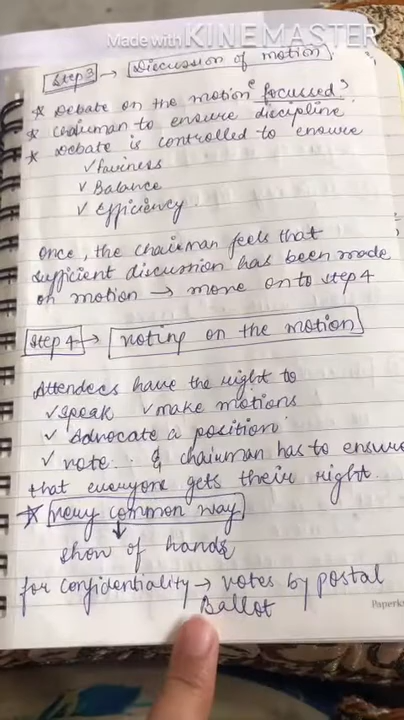 Made with KINEMASTER
Step 3 → Discussion of motion
* Debate on the motion "focussed"
* Chairman to ensure discipline.
* Debate is controlled to ensure
✓ Fairness
✓ Balance
✓ Efficiency.
Once, the chairman feels that
sufficient discussion has been made
on motion → move onto step 4
Step 4 → Voting on the motion
Attendees have the right to
✓ speak ✓ make motions
✓ Advocate a position
✓ vote. & chairman has to ensure
that everyone gets their right.
* Very common way
↓
show of hands
for confidentiality → votes by postal
Ballot
Paperk